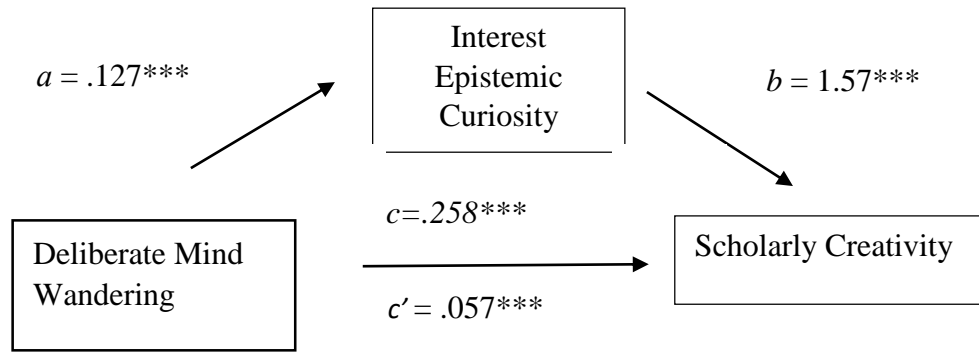 Interest
Epistemic
Curiosity
a = .127***
b = 1.57***
c=.258***
Deliberate Mind
Wandering
Scholarly Creativity
c′ = .057***